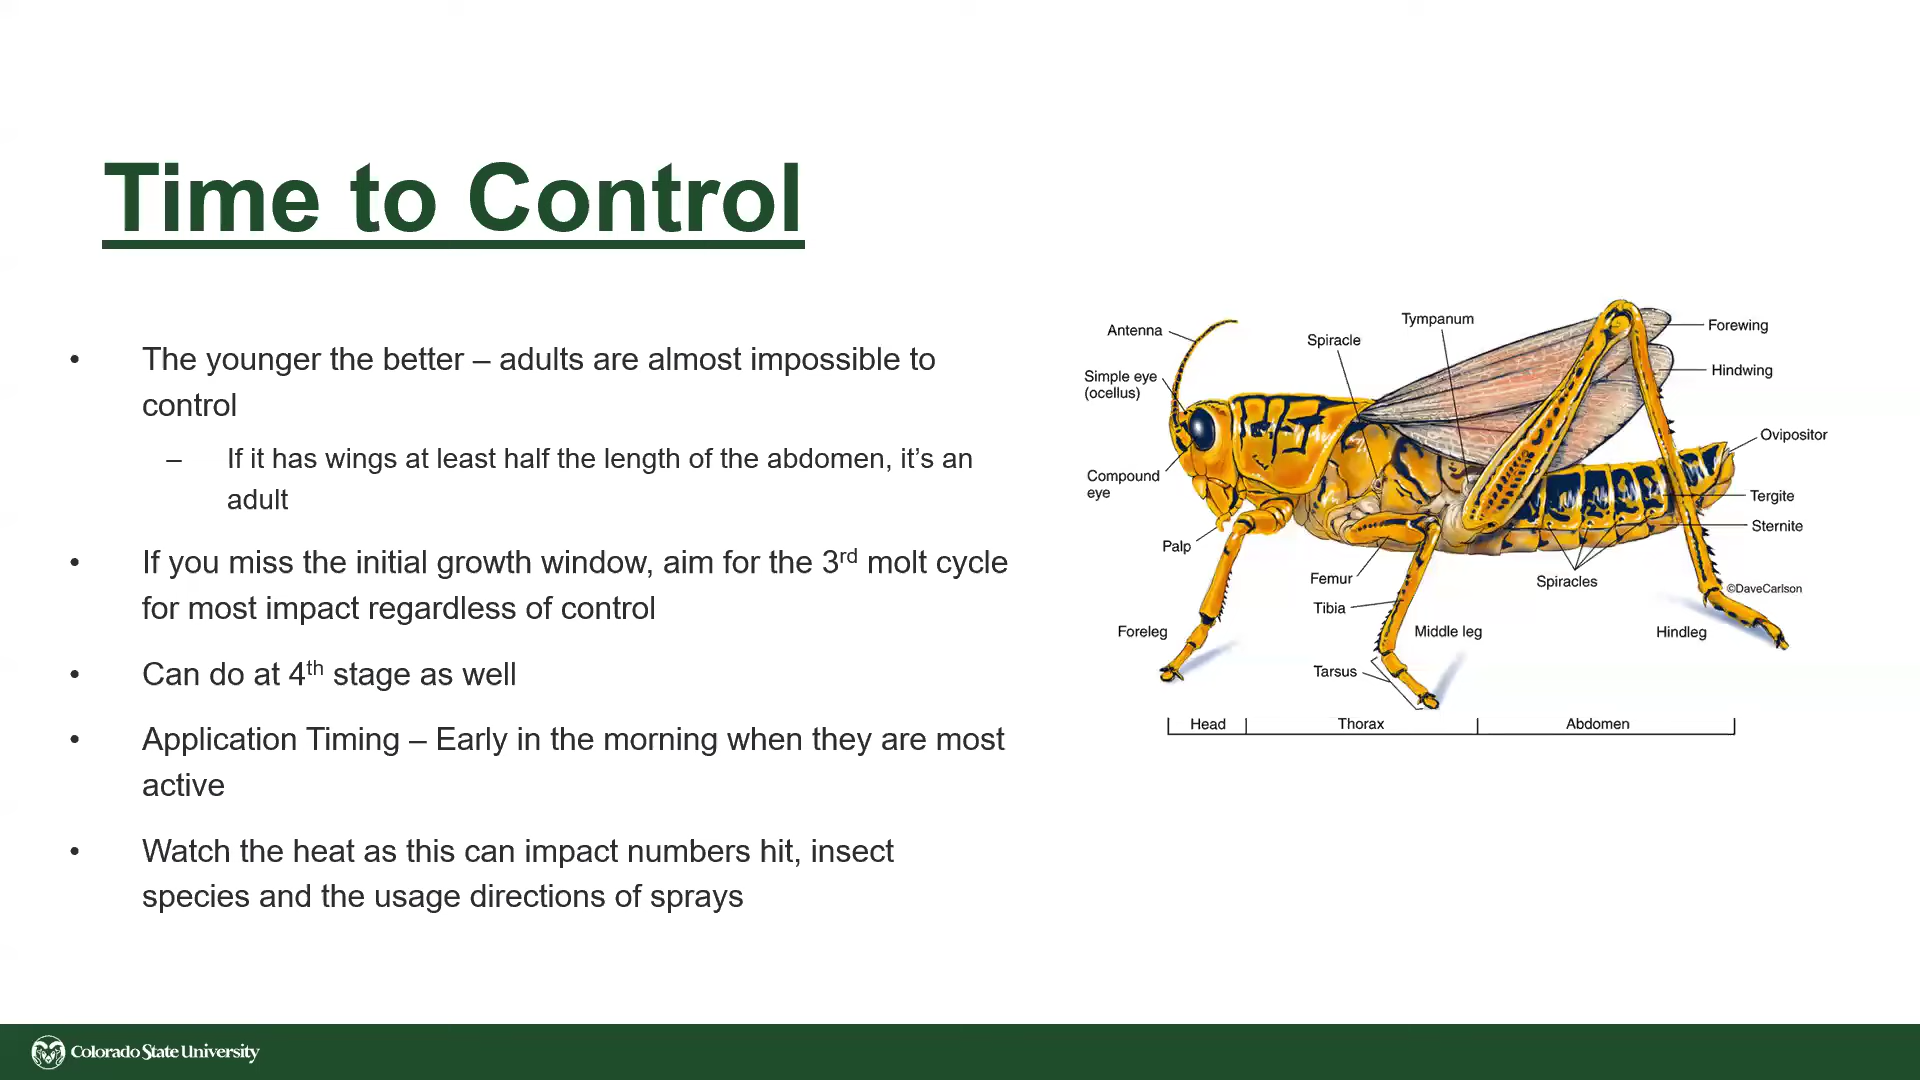 Time to Control
• The younger the better – adults are almost impossible to
control
– If it has wings at least half the length of the abdomen, it’s an
adult
• If you miss the initial growth window, aim for the 3rd molt cycle
for most impact regardless of control
• Can do at 4th stage as well
• Application Timing – Early in the morning when they are most
active
• Watch the heat as this can impact numbers hit, insect
species and the usage directions of sprays
Antenna
Simple eye
(ocellus)
Compound
eye
Palp
Foreleg
Spiracle
Tympanum
Forewing
Hindwing
Ovipositor
Tergite
Sternite
Spiracles
©DaveCarlson
Femur
Tibia
Middle leg
Hindleg
Tarsus
Head
Thorax
Abdomen
Colorado State University